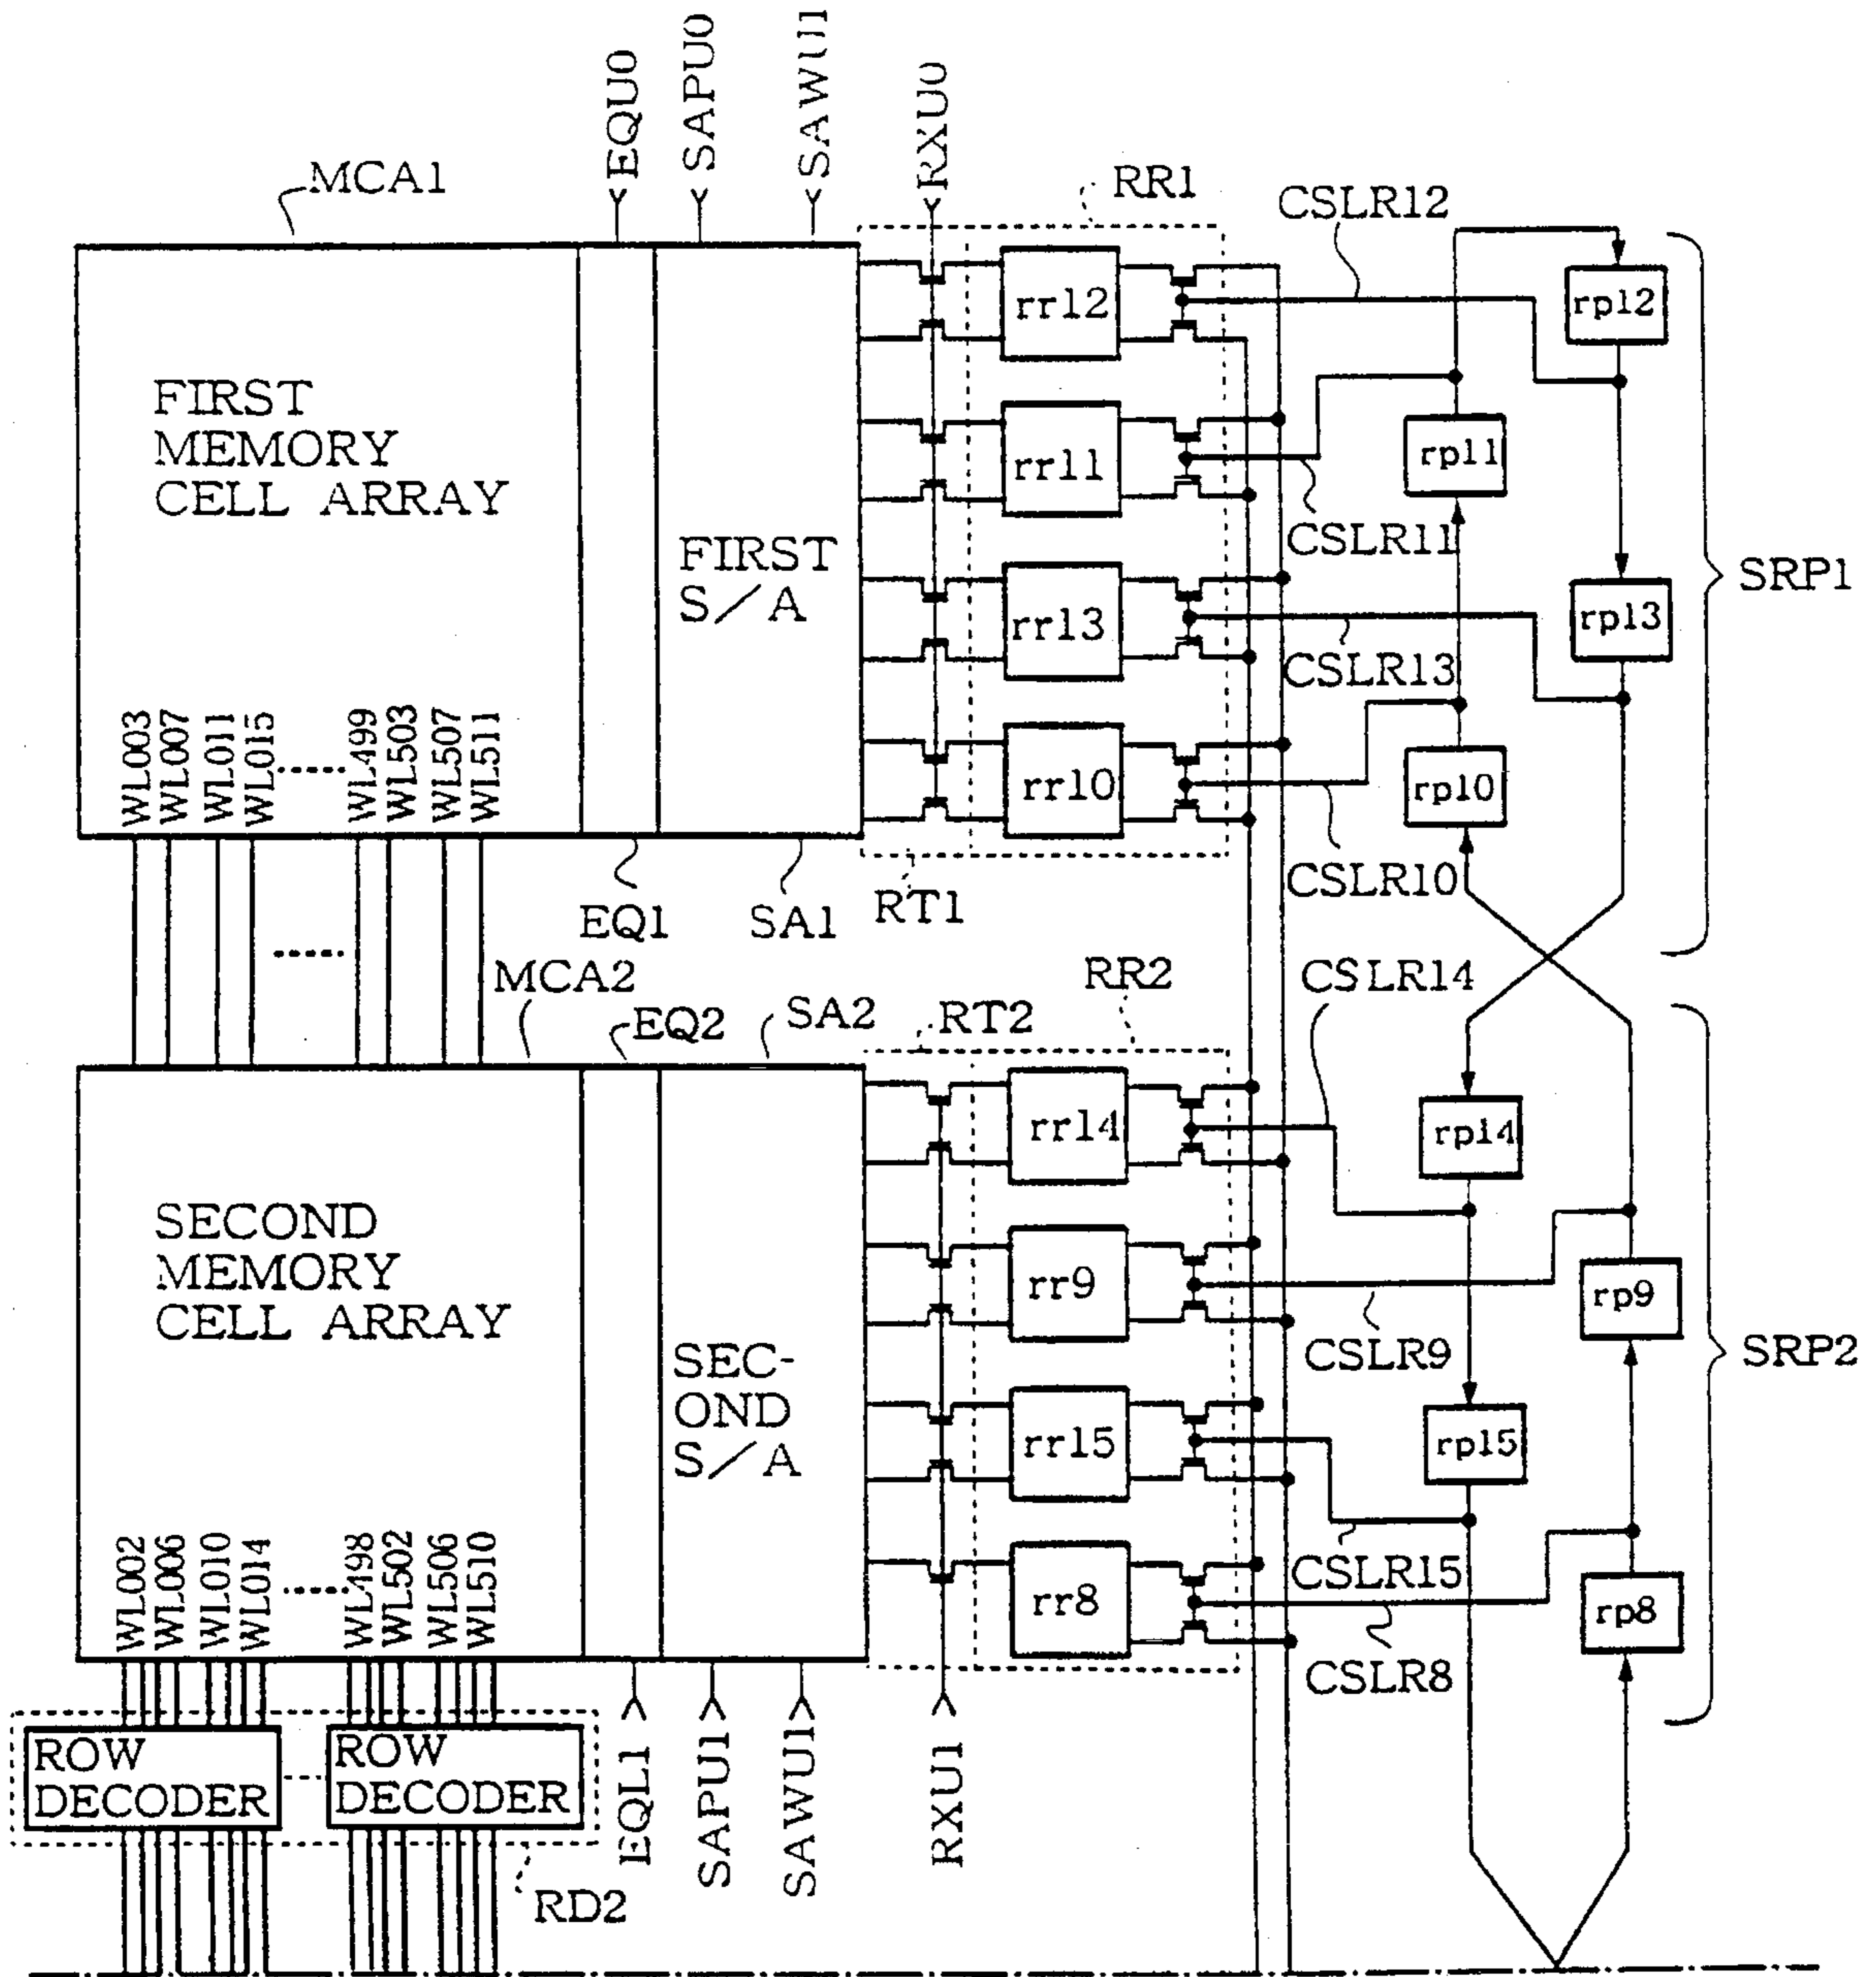 EQU0
SAPU0
SAWU1
RXU0
MCA1
RR1
CSLR12
rr12
rp12
FIRST
MEMORY
CELL ARRAY
rr11
rp11
CSLR11
FIRST
S/A
rr13
rp13
CSLR13
SRP1
WL003
WL007
WL011
WL015
WL499
WL503
WL507
WL511
rr10
rp10
CSLR10
EQ1
SA1
RT1
MCA2
EQ2
SA2
RT2
RR2
CSLR14
rr14
rp14
SECOND
MEMORY
CELL ARRAY
rr9
rp9
CSLR9
SEC-
OND
S/A
SRP2
rr15
rp15
CSLR15
WL002
WL006
WL010
WL014
WL498
WL502
WL506
WL510
rr8
rp8
CSLR8
ROW
DECODER
ROW
DECODER
EQL1
SAPU1
SAWU1
RXU1
RD2